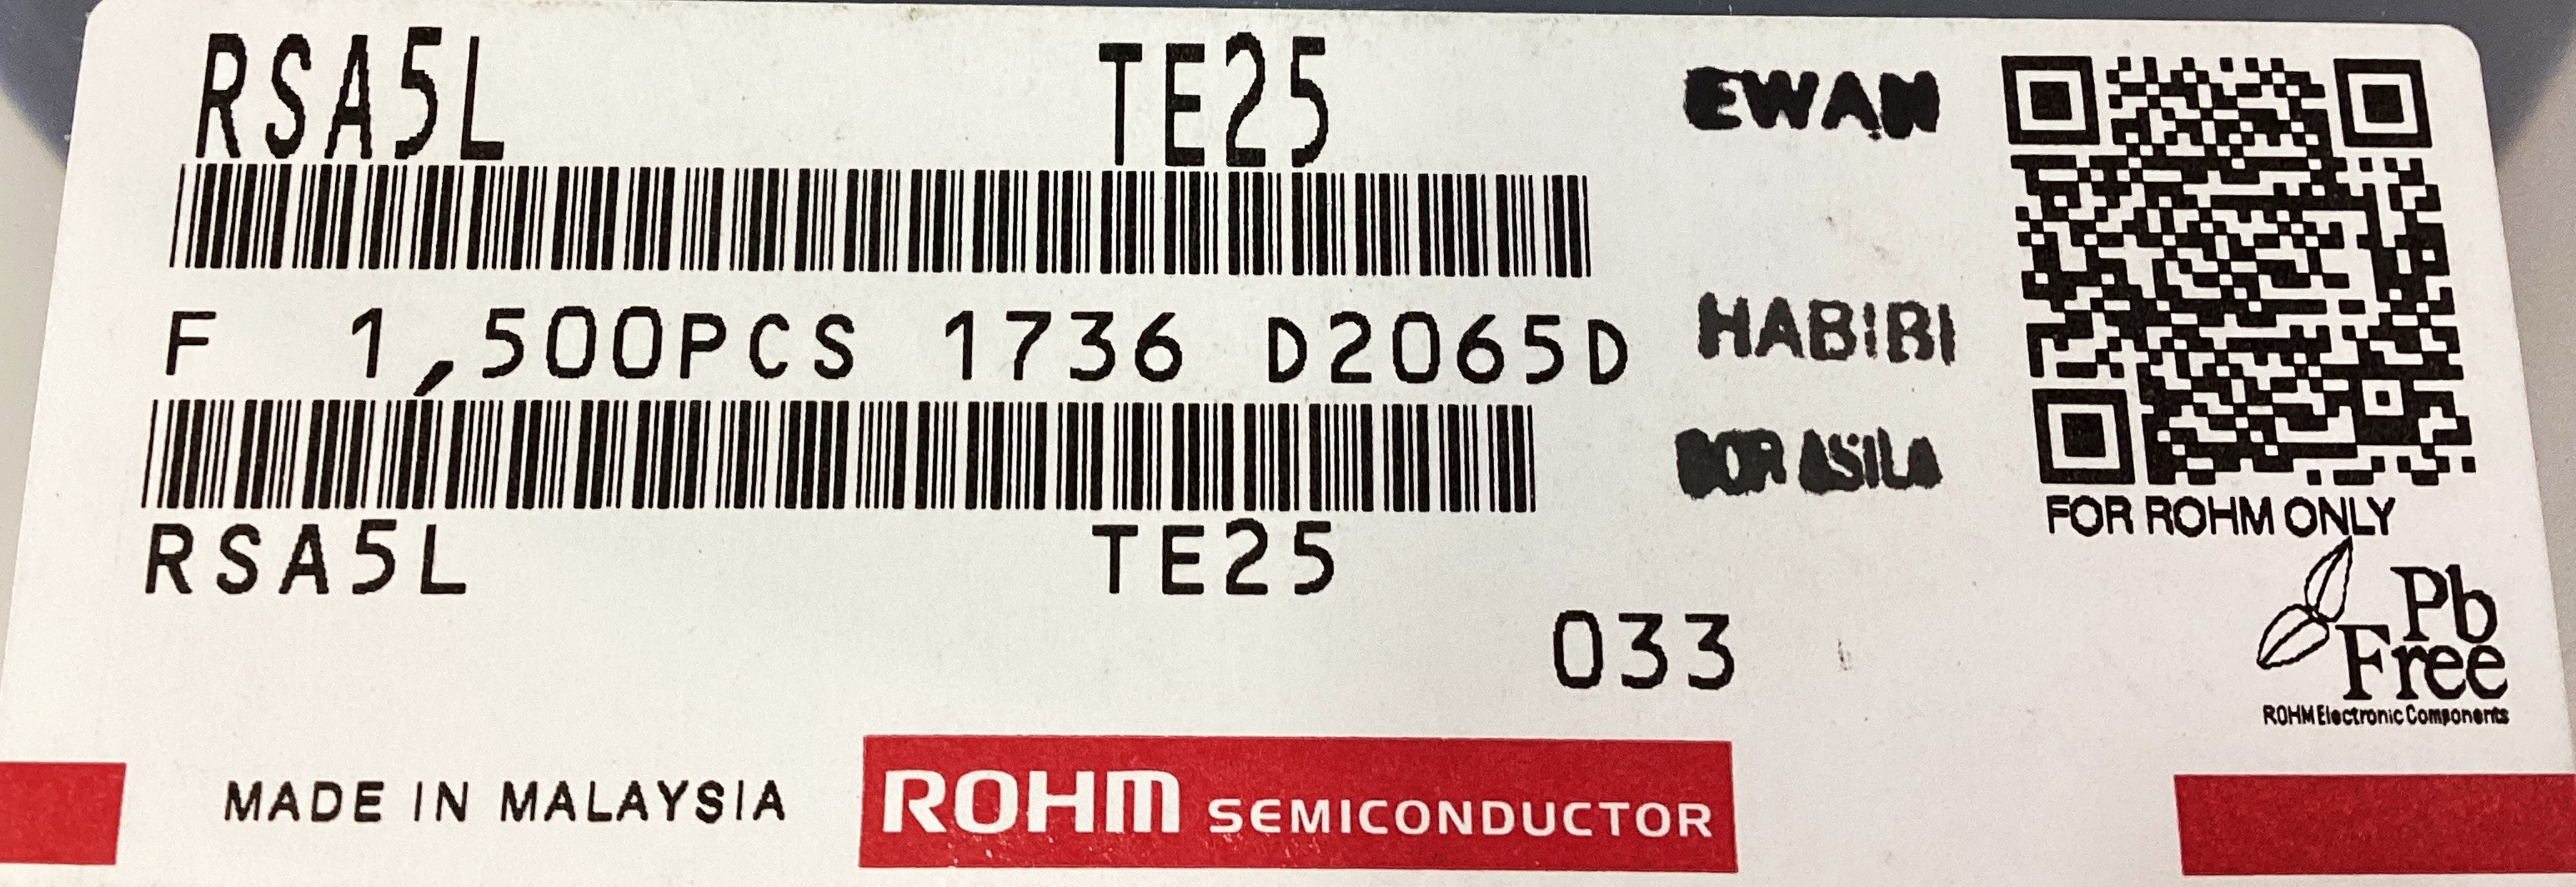 RSA5L TE25
EWAN
F 1,500PCS 1736 D2065D
HABIBI
RSA5L TE25
FOR ROHM ONLY
033
Pb
Free
ROHM Electronic Components
MADE IN MALAYSIA
ROHM SEMICONDUCTOR